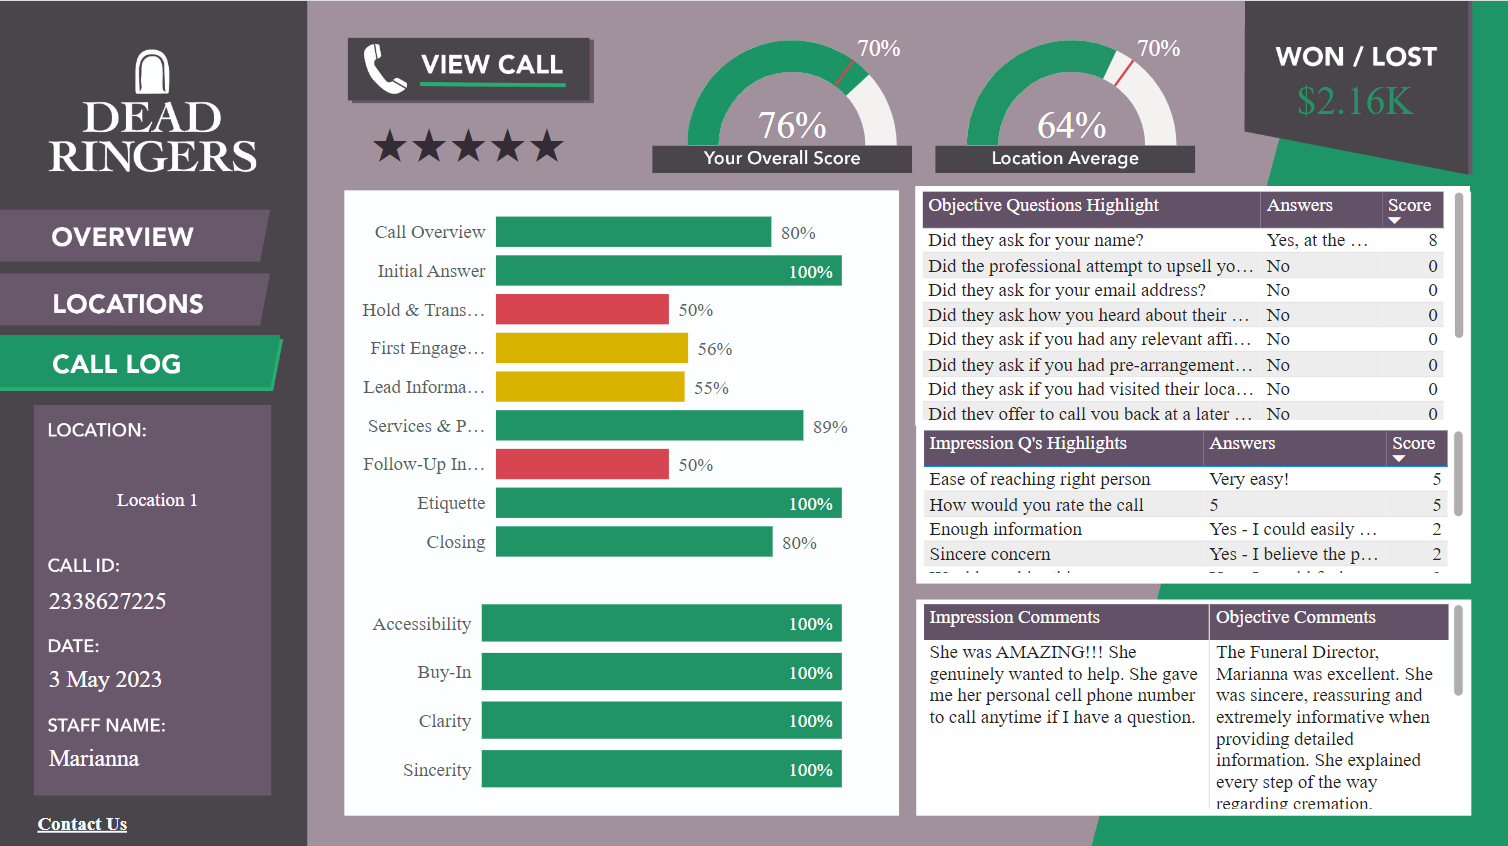 DEAD
RINGERS
OVERVIEW
LOCATIONS
CALL LOG
LOCATION:
Location 1
CALL ID:
2338627225
DATE:
3 May 2023
STAFF NAME:
Marianna
Contact Us
VIEW CALL
70%
76%
Your Overall Score
70%
64%
Location Average
WON / LOST
$2.16K
Call Overview 80%
Initial Answer 100%
Hold & Trans... 50%
First Engage... 56%
Lead Informa... 55%
Services & P... 89%
Follow-Up In... 50%
Etiquette 100%
Closing 80%
Accessibility 100%
Buy-In 100%
Clarity 100%
Sincerity 100%
Objective Questions Highlight Answers Score
Did they ask for your name? Yes, at the ... 8
Did the professional attempt to upsell yo... No 0
Did they ask for your email address? No 0
Did they ask how you heard about their ... No 0
Did they ask if you had any relevant affi... No 0
Did they ask if you had pre-arrangement... No 0
Did they ask if you had visited their loca... No 0
Did they offer to call you back at a later ... No 0
Impression Q's Highlights Answers Score
Ease of reaching right person Very easy! 5
How would you rate the call 5 5
Enough information Yes - I could easily ... 2
Sincere concern Yes - I believe the p... 2
Impression Comments
She was AMAZING!!! She
genuinely wanted to help. She gave
me her personal cell phone number
to call anytime if I have a question.
Objective Comments
The Funeral Director,
Marianna was excellent. She
was sincere, reassuring and
extremely informative when
providing detailed
information. She explained
every step of the way
regarding cremation.